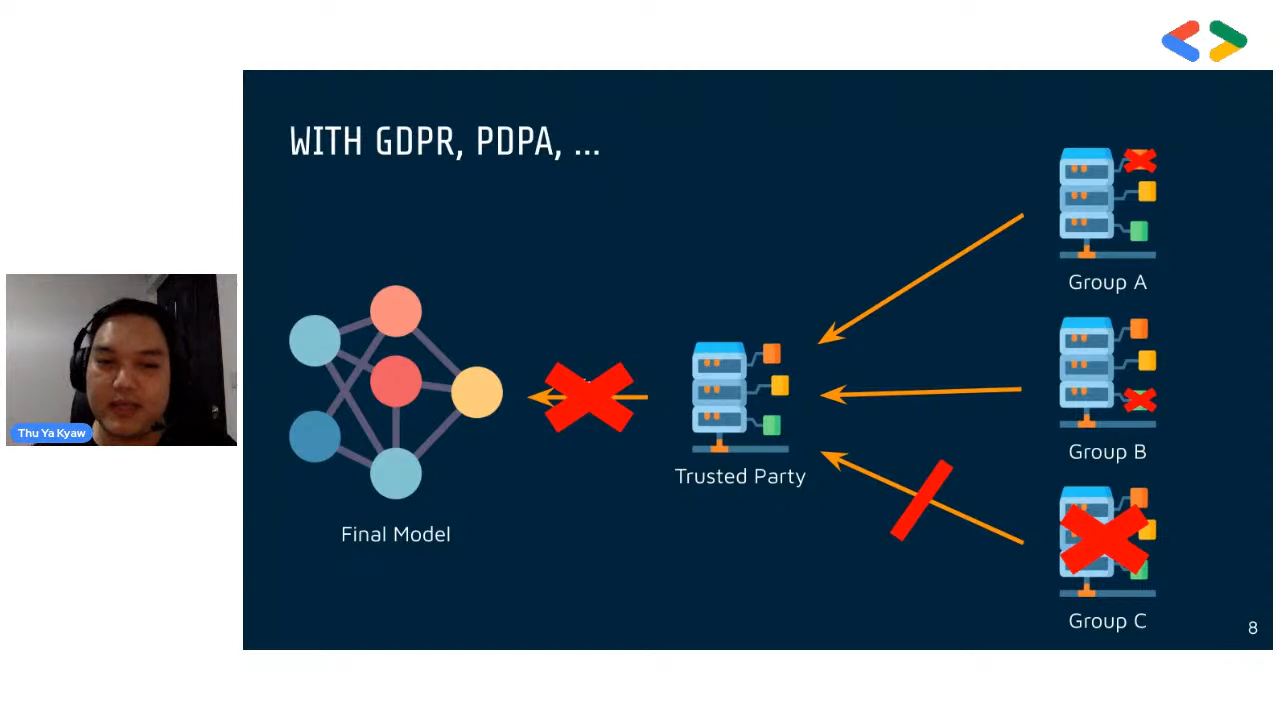 WITH GDPR, PDPA, ...
Group A
Thu Ya Kyaw
Group B
Trusted Party
Final Model
Group C
8